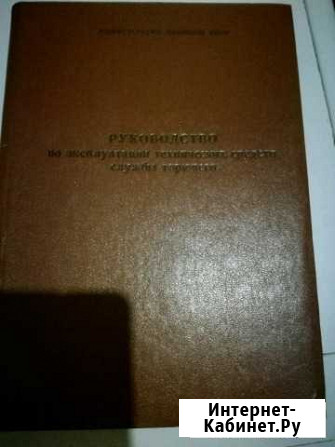 РУКОВОДСТВО
по эксплуатации технических средств
службы горючего
Интернет-
Кабинет.Ру